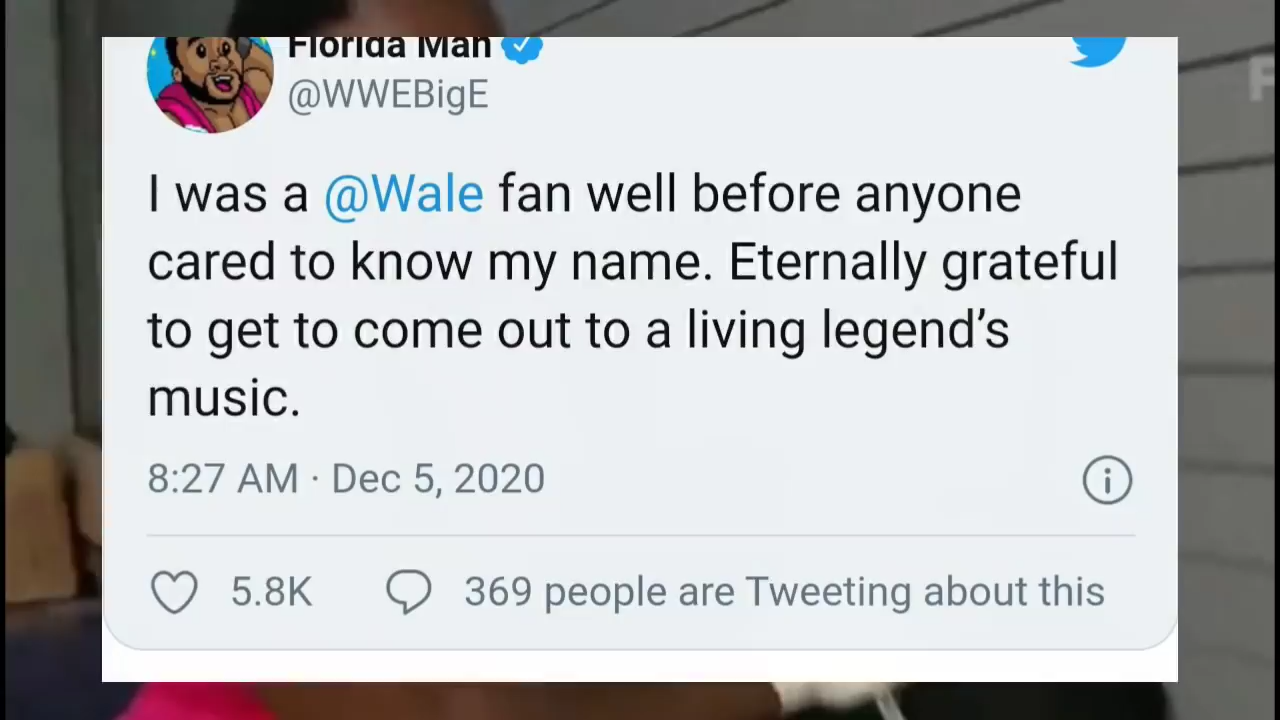 Florida Man
@WWEBigE
I was a @Wale fan well before anyone
cared to know my name. Eternally grateful
to get to come out to a living legend’s
music.
8:27 AM · Dec 5, 2020
5.8K 369 people are Tweeting about this